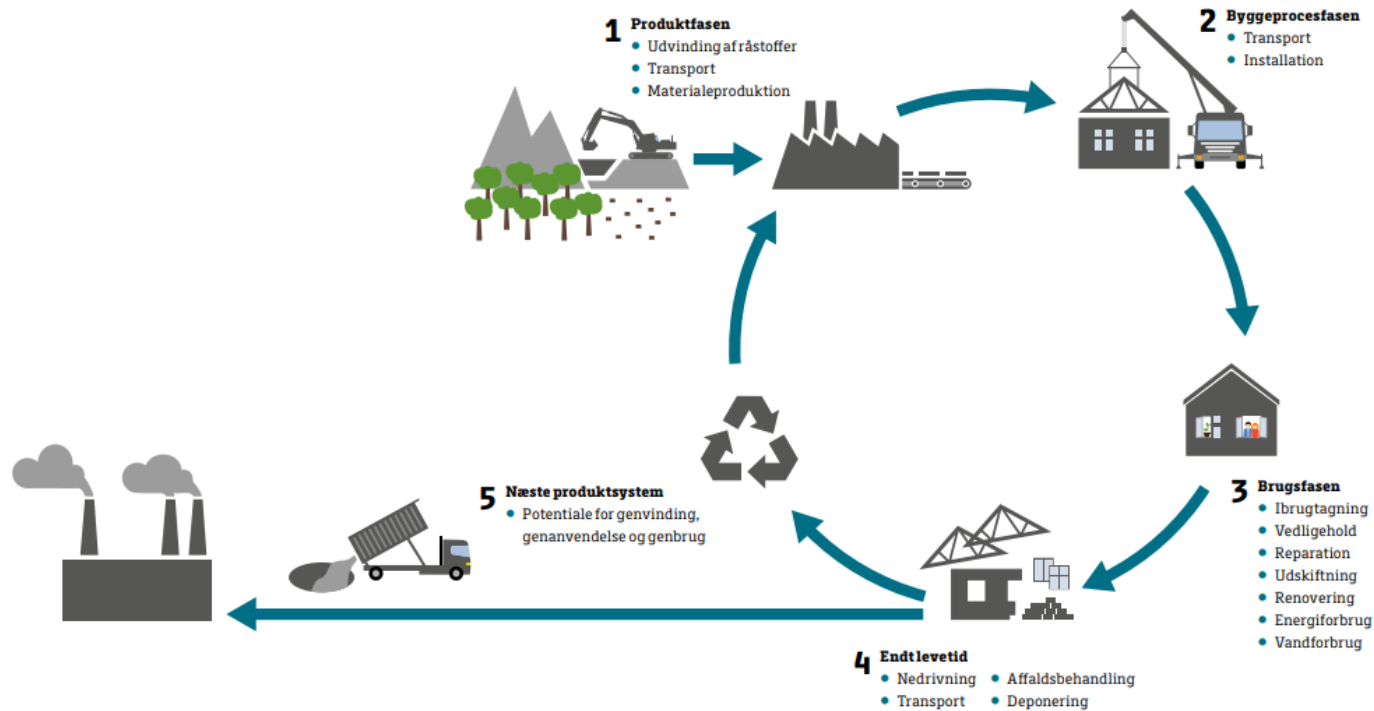 1 Produktfasen
• Udvinding af råstoffer
• Transport
• Materialeproduktion
2 Byggeprocesfasen
• Transport
• Installation
3 Brugsfasen
• Ibrugtagning
• Vedligehold
• Reparation
• Udskiftning
• Renovering
• Energiforbrug
• Vandforbrug
4 Endt levetid
• Nedrivning • Affaldsbehandling
• Transport • Deponering
5 Næste produktsystem
• Potentiale for genvinding,
genanvendelse og genbrug